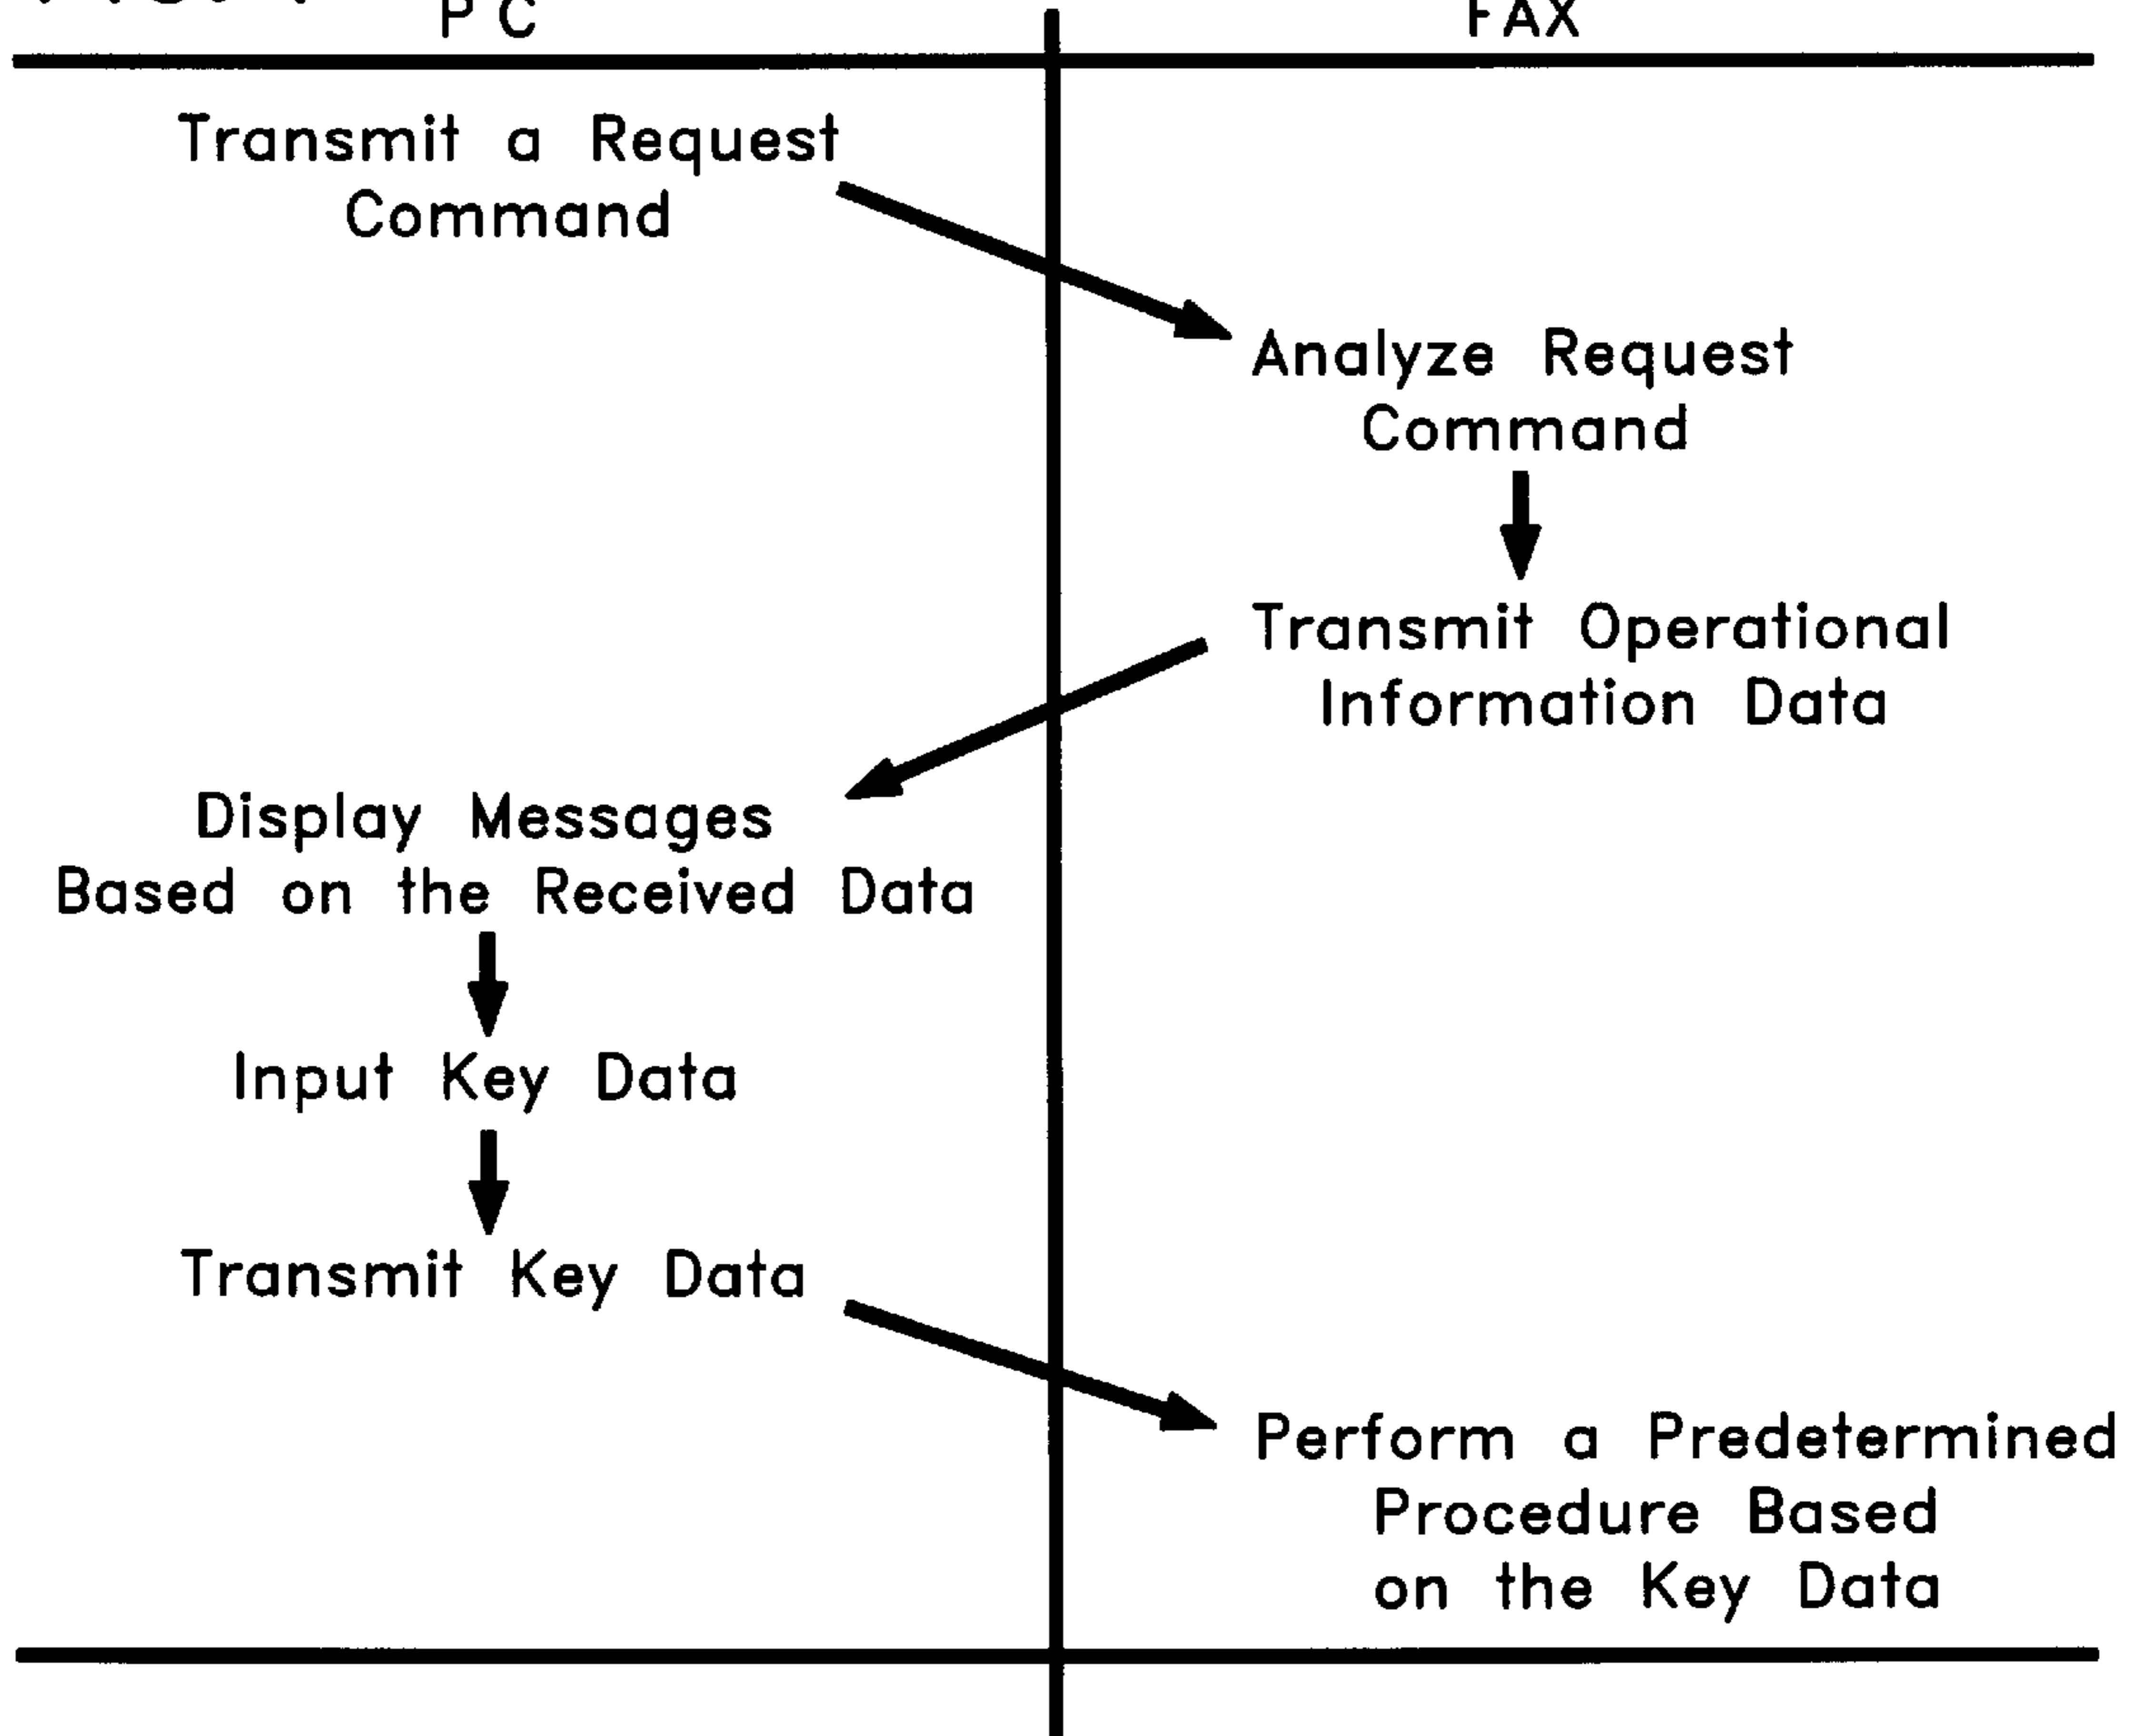 PC FAX
Transmit a Request
Command
Analyze Request
Command
Transmit Operational
Information Data
Display Messages
Based on the Received Data
Input Key Data
Transmit Key Data
Perform a Predetermined
Procedure Based
on the Key Data